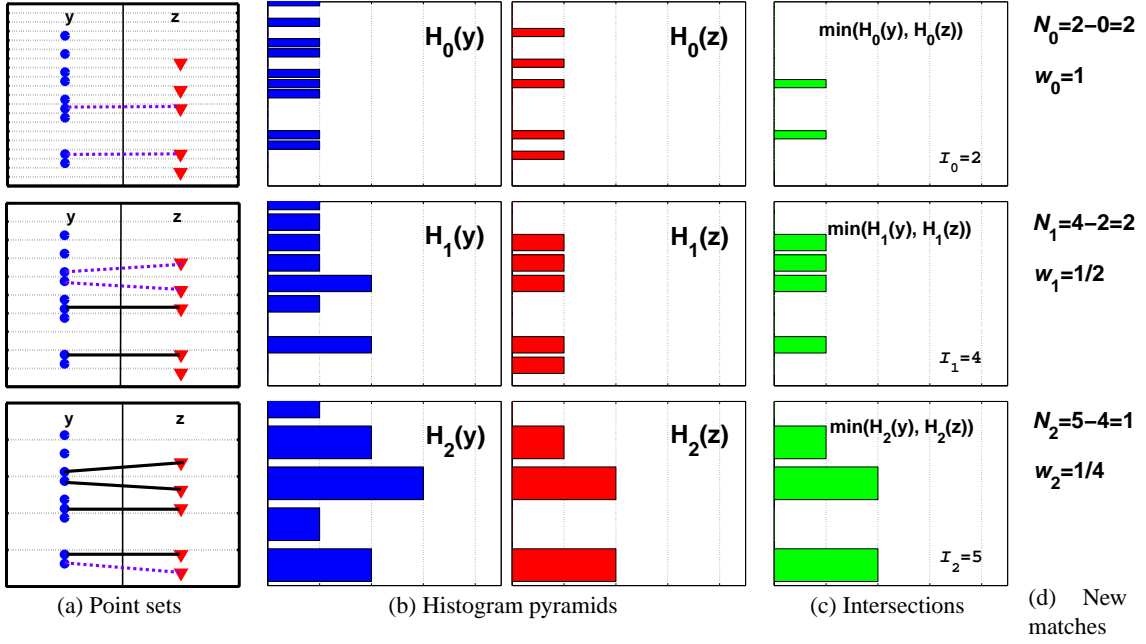 y z
H₀(y)
H₀(z)
min(H₀(y), H₀(z))
I₀=2
N₀=2−0=2
w₀=1
y z
H₁(y)
H₁(z)
min(H₁(y), H₁(z))
I₁=4
N₁=4−2=2
w₁=1/2
y z
H₂(y)
H₂(z)
min(H₂(y), H₂(z))
I₂=5
N₂=5−4=1
w₂=1/4
(a) Point sets
(b) Histogram pyramids
(c) Intersections
(d) New
matches